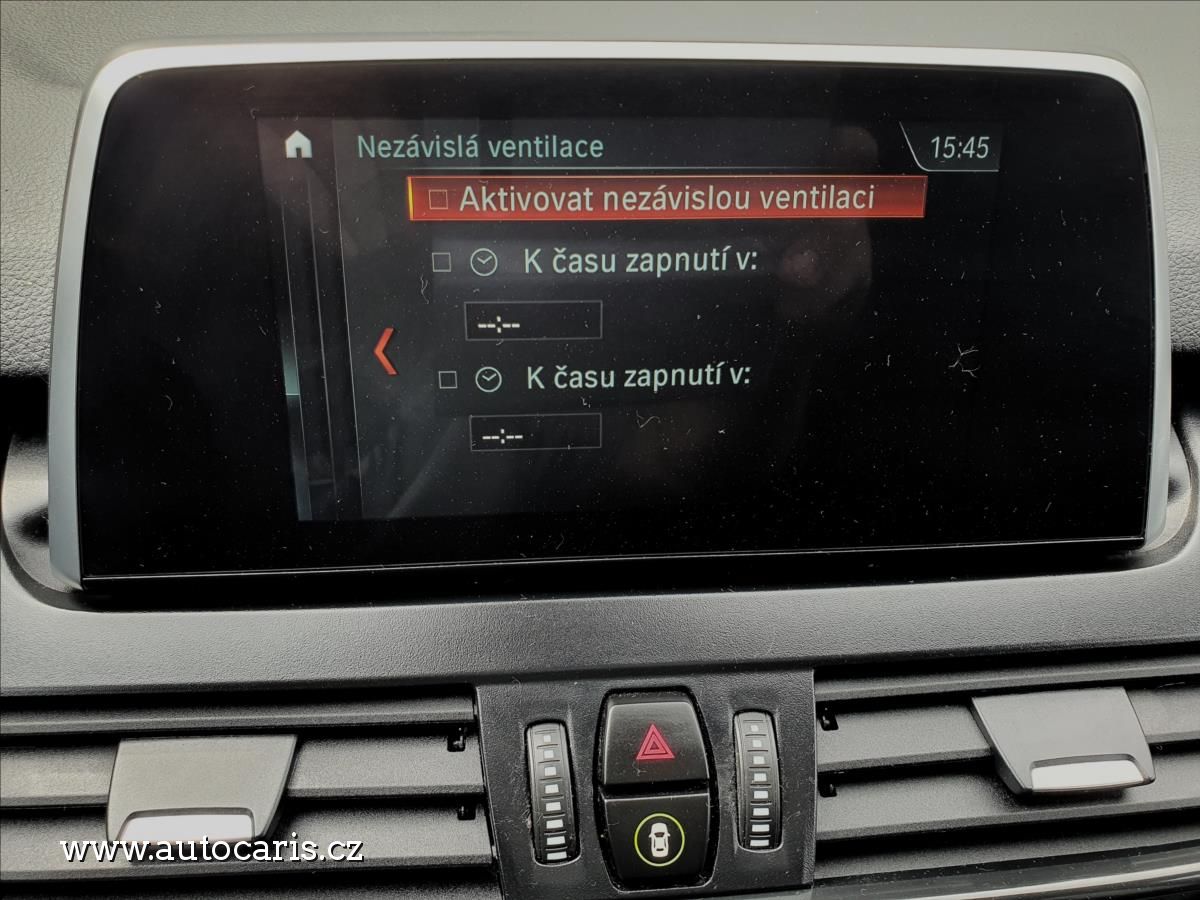 Nezávislá ventilace
15:45
Aktivovat nezávislou ventilaci
K času zapnutí v:
--:--
K času zapnutí v:
--:--
www.autocaris.cz